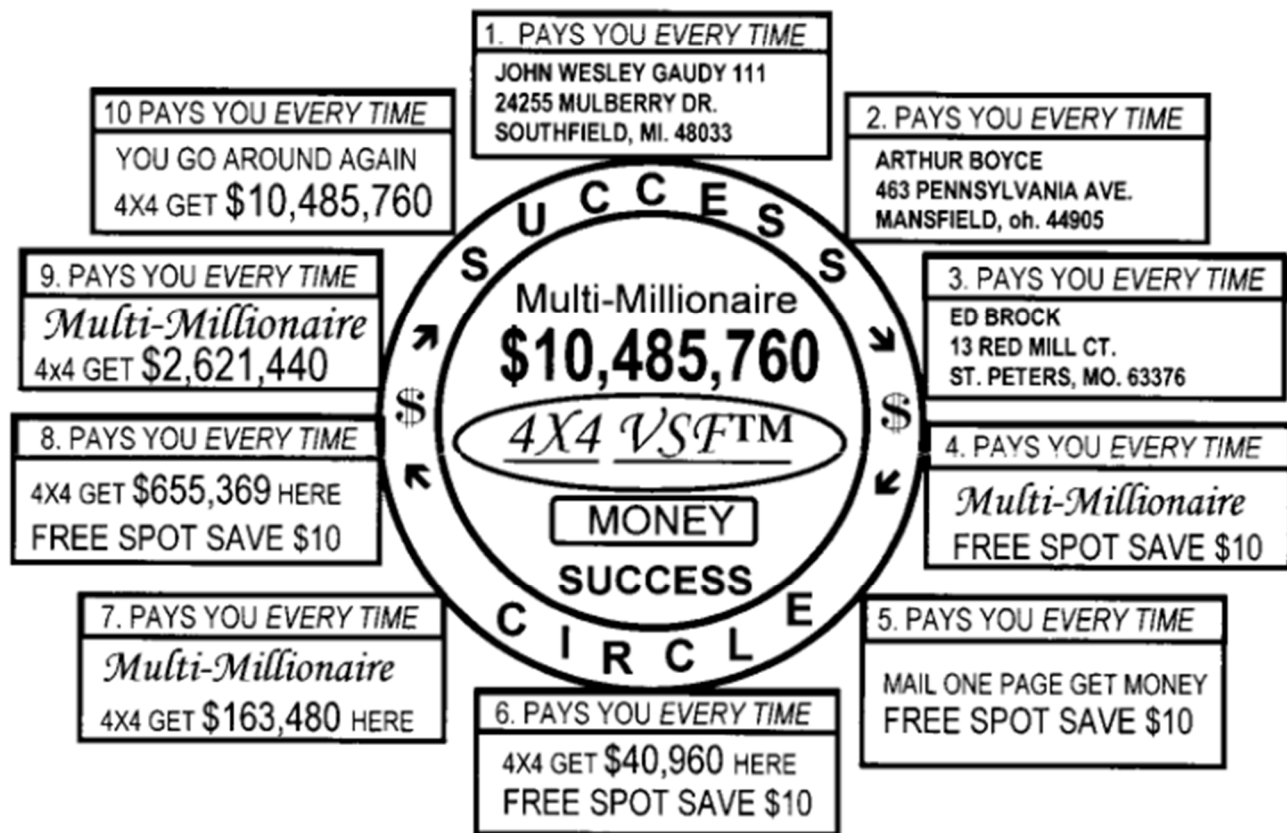 1. PAYS YOU EVERY TIME
JOHN WESLEY GAUDY 111
24255 MULBERRY DR.
SOUTHFIELD, MI. 48033
2. PAYS YOU EVERY TIME
ARTHUR BOYCE
463 PENNSYLVANIA AVE.
MANSFIELD, oh. 44905
3. PAYS YOU EVERY TIME
ED BROCK
13 RED MILL CT.
ST. PETERS, MO. 63376
4. PAYS YOU EVERY TIME
Multi-Millionaire
FREE SPOT SAVE $10
5. PAYS YOU EVERY TIME
MAIL ONE PAGE GET MONEY
FREE SPOT SAVE $10
6. PAYS YOU EVERY TIME
4X4 GET $40,960 HERE
FREE SPOT SAVE $10
7. PAYS YOU EVERY TIME
Multi-Millionaire
4X4 GET $163,480 HERE
8. PAYS YOU EVERY TIME
4X4 GET $655,369 HERE
FREE SPOT SAVE $10
9. PAYS YOU EVERY TIME
Multi-Millionaire
4x4 GET $2,621,440
10 PAYS YOU EVERY TIME
YOU GO AROUND AGAIN
4X4 GET $10,485,760
SUCCESS
$ $
CIRCLE
Multi-Millionaire
$10,485,760
4X4 VSF™
MONEY
SUCCESS